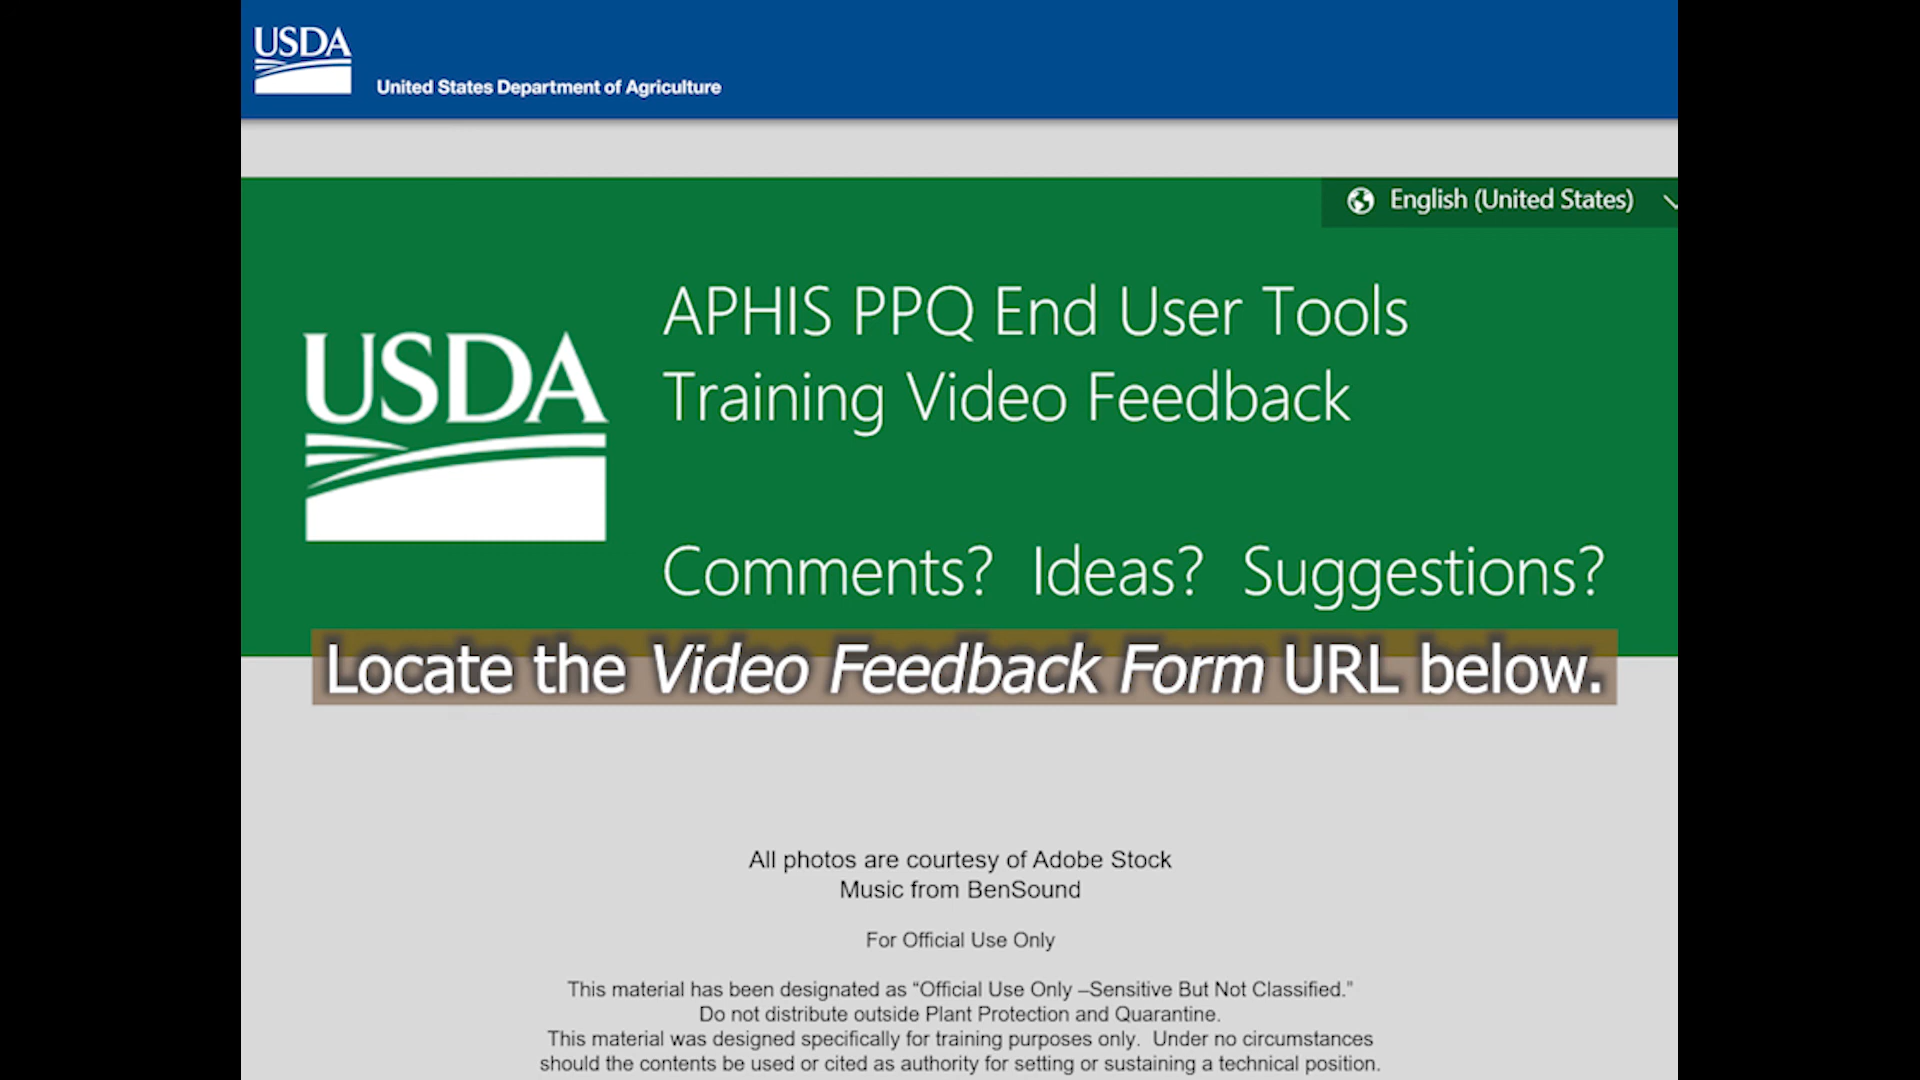 USDA
United States Department of Agriculture
English (United States)
APHIS PPQ End User Tools
Training Video Feedback
USDA
Comments? Ideas? Suggestions?
Locate the Video Feedback Form URL below.
All photos are courtesy of Adobe Stock
Music from BenSound
For Official Use Only
This material has been designated as “Official Use Only –Sensitive But Not Classified.”
Do not distribute outside Plant Protection and Quarantine.
This material was designed specifically for training purposes only. Under no circumstances
should the contents be used or cited as authority for setting or sustaining a technical position.